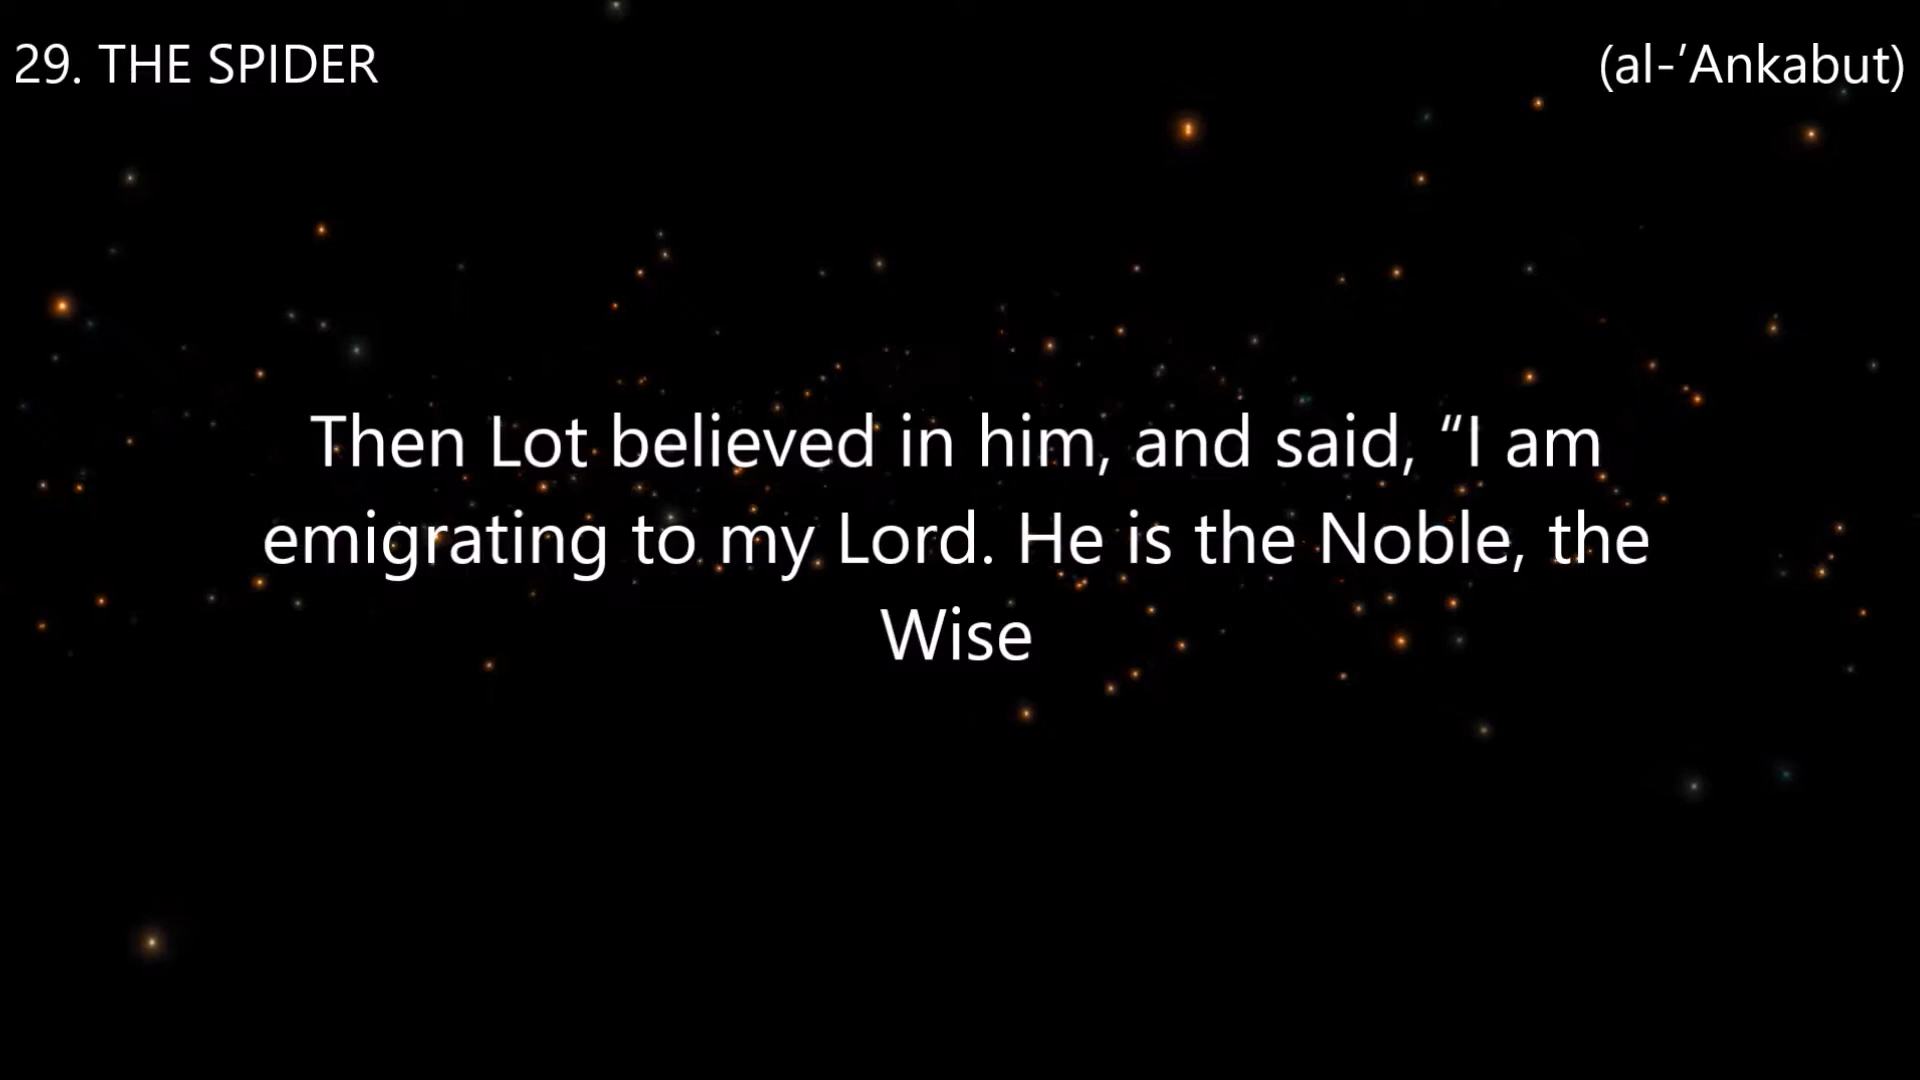 29. THE SPIDER
(al-’Ankabut)
Then Lot believed in him, and said, “I am
emigrating to my Lord. He is the Noble, the
Wise